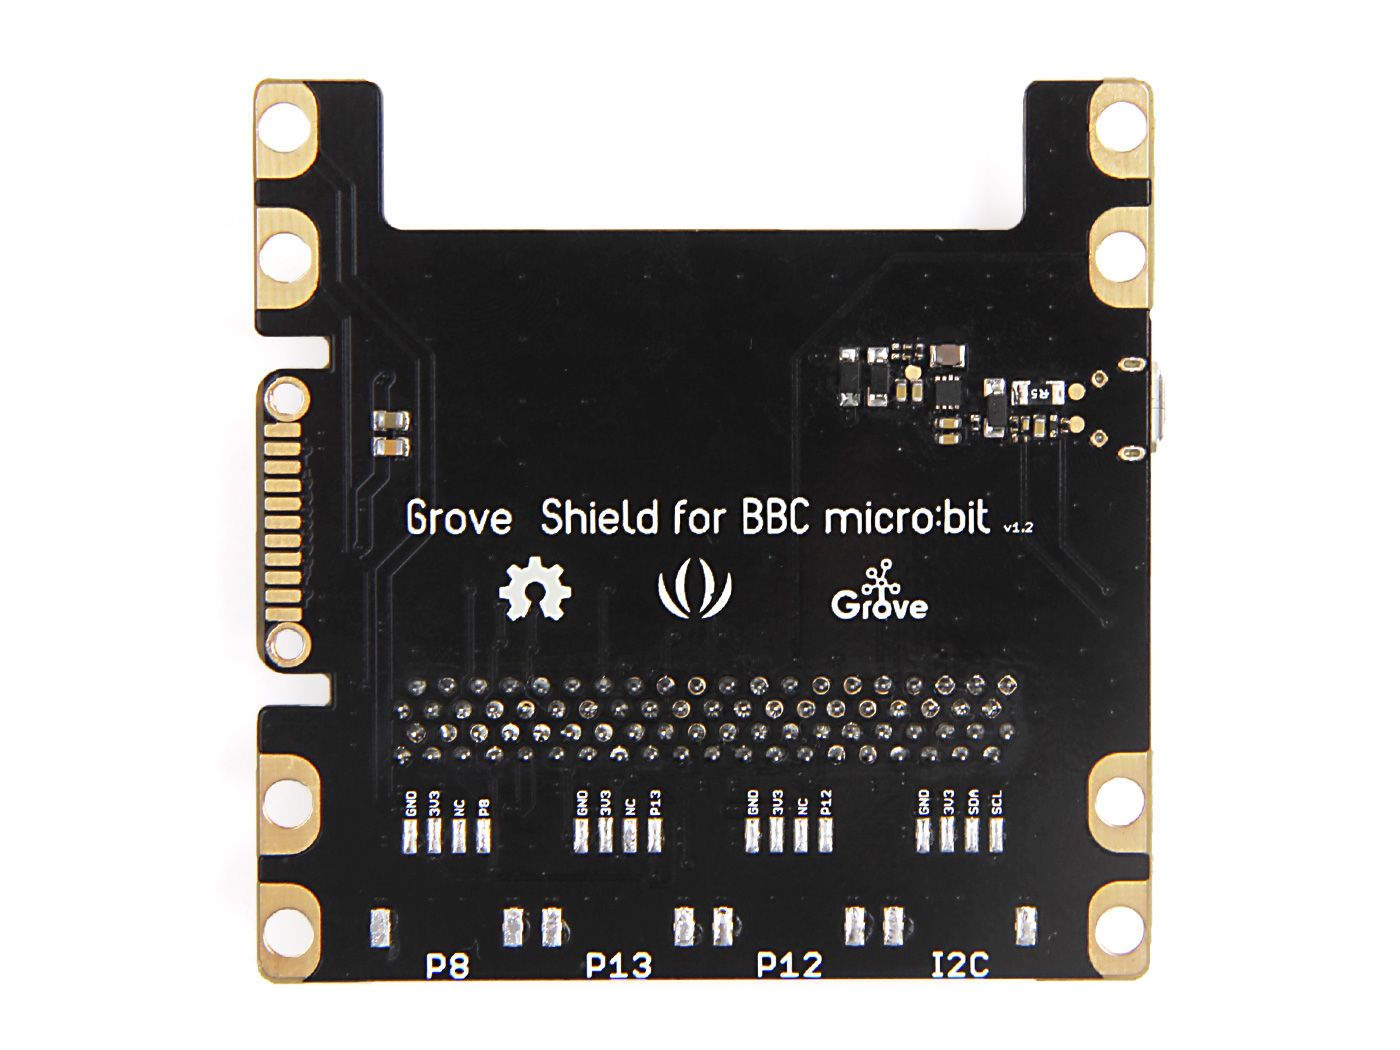 R5
Grove Shield for BBC micro:bit v1.2
Grove
GND 3V3 NC P8 GND 3V3 NC P13 GND 3V3 NC P12 GND 3V3 SDA SCL
P8 P13 P12 I2C